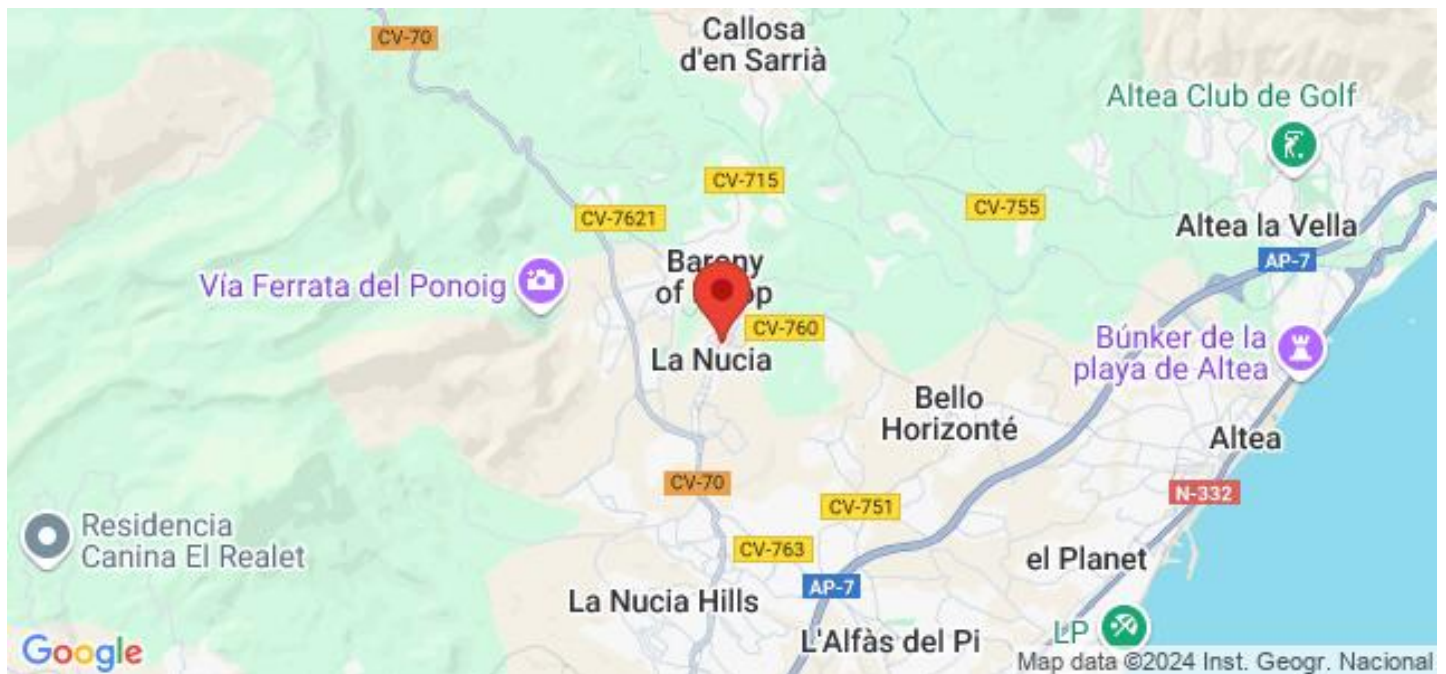 CV-70
Callosa
d'en Sarrià
Altea Club de Golf
CV-715
CV-755
CV-7621
Altea la Vella
AP-7
Barony
of
Vía Ferrata del Ponoig
CV-760
La Nucia
Búnker de la
playa de Altea
Bello
Horizonté
Altea
CV-70
N-332
CV-751
Residencia
Canina El Realet
CV-763
el Planet
AP-7
La Nucia Hills
L'Alfàs del Pi
LP
Google
Map data ©2024 Inst. Geogr. Nacional